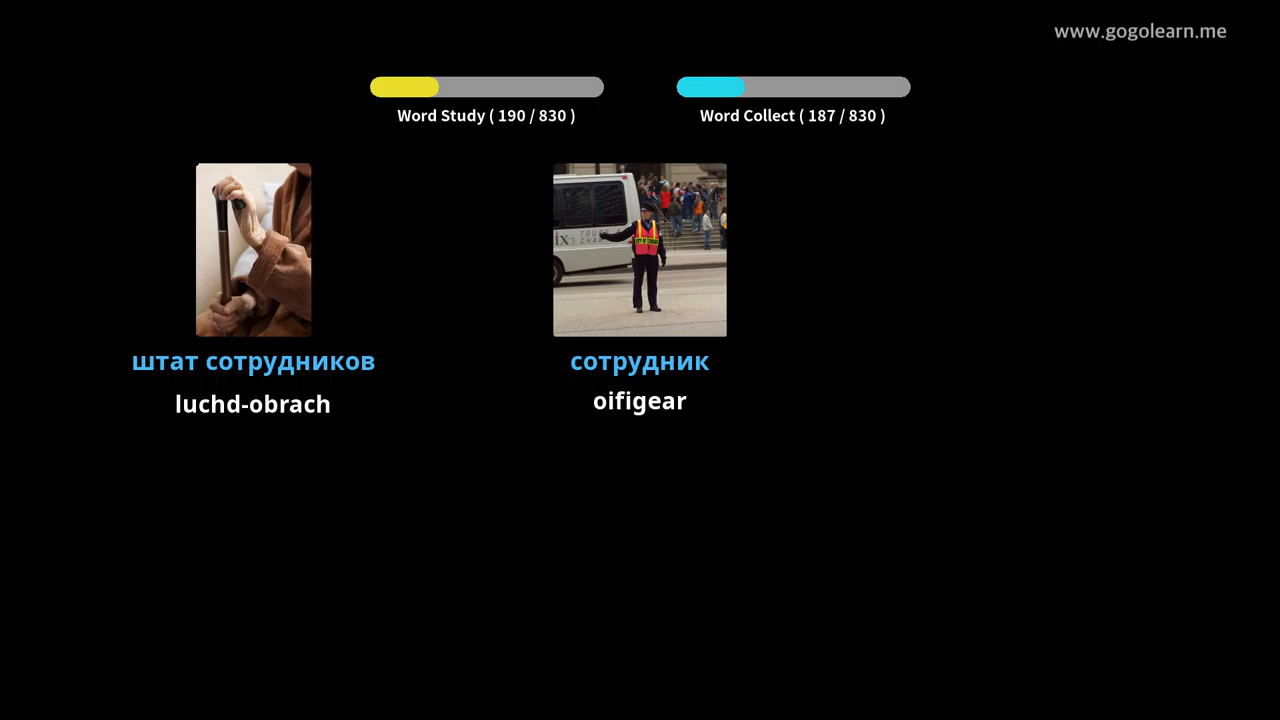 www.gogolearn.me
Word Study ( 190 / 830 )
Word Collect ( 187 / 830 )
штат сотрудников
сотрудник
luchd-obrach
oifigear